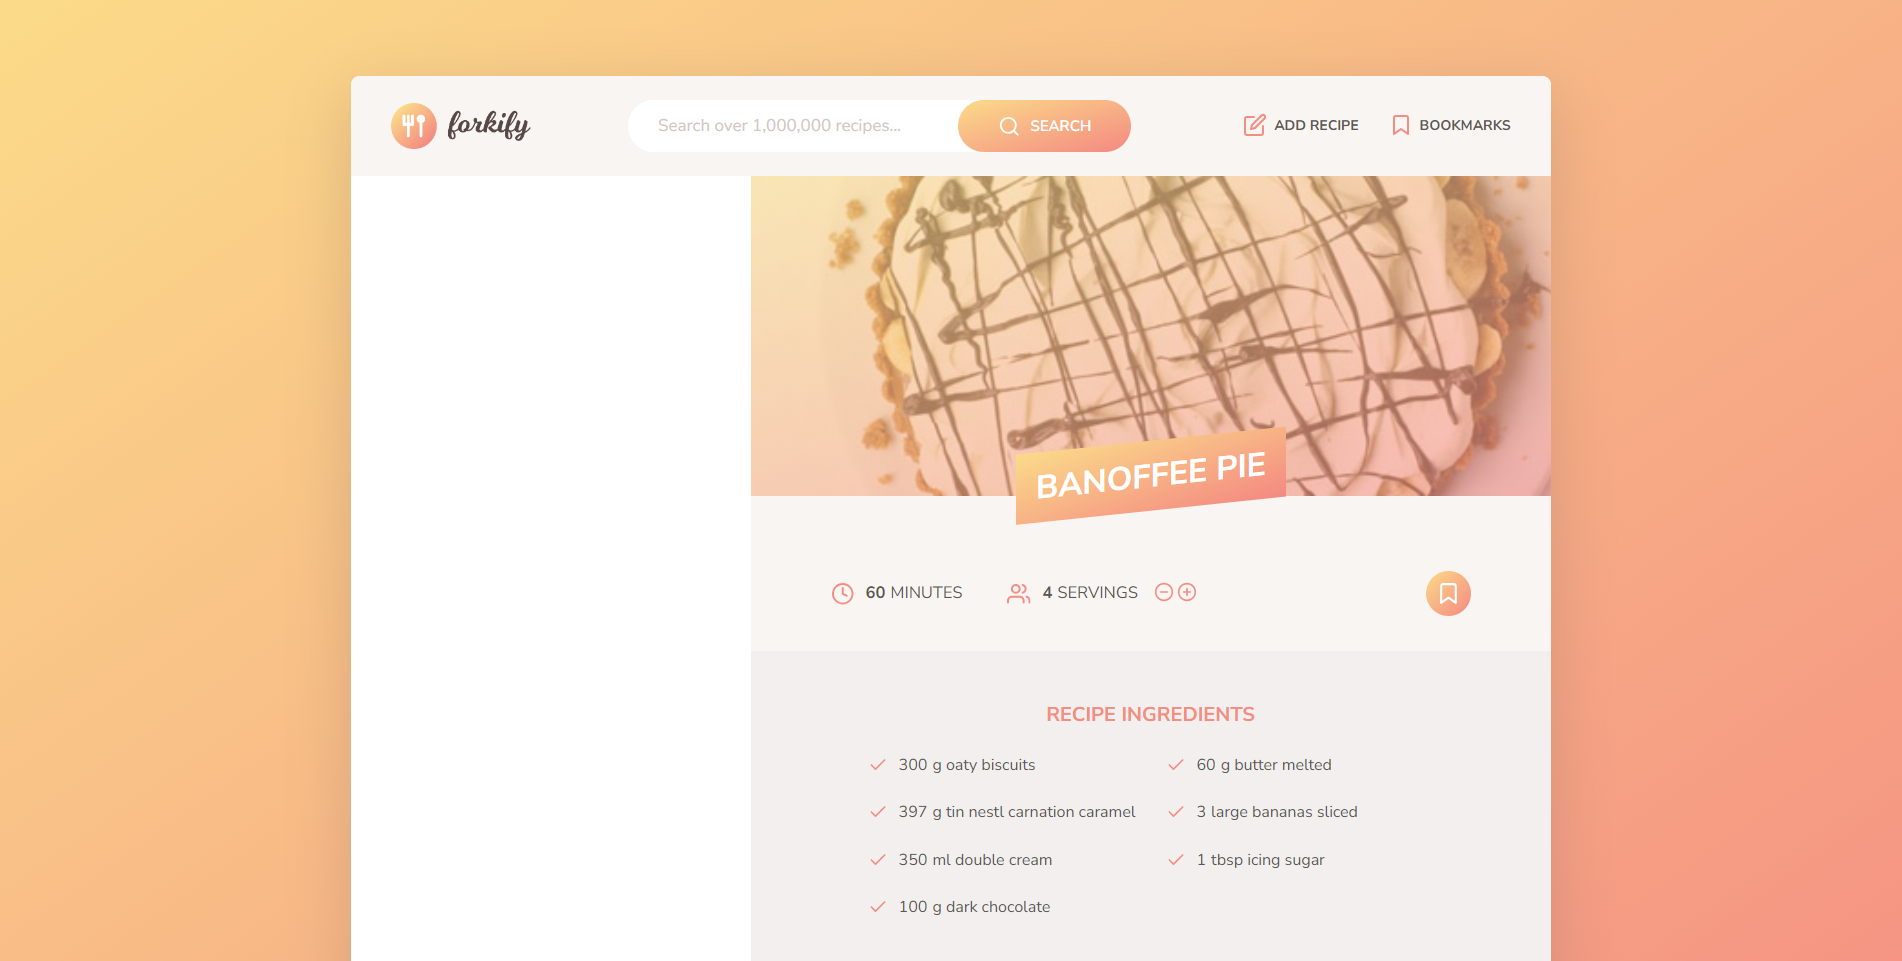 forkify
Search over 1,000,000 recipes...
SEARCH
ADD RECIPE
BOOKMARKS
BANOFFEE PIE
60 MINUTES
4 SERVINGS
RECIPE INGREDIENTS
300 g oaty biscuits
60 g butter melted
397 g tin nestl carnation caramel
3 large bananas sliced
350 ml double cream
1 tbsp icing sugar
100 g dark chocolate